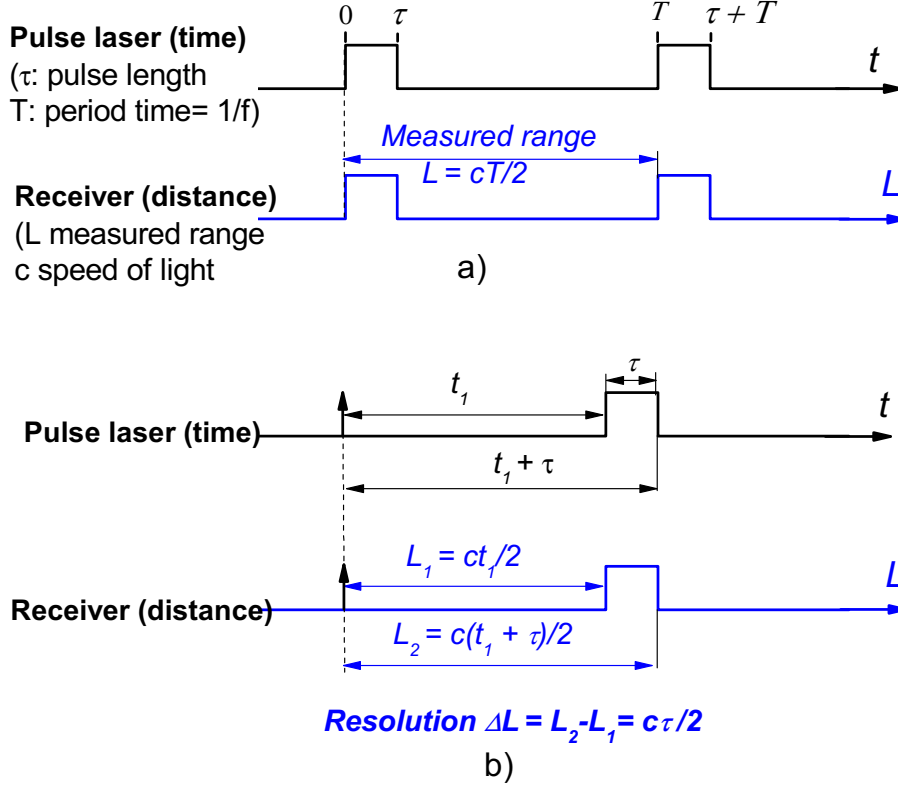 0 τ T τ + T
Pulse laser (time)
(τ: pulse length
T: period time= 1/f)
t
Measured range
L = cT/2
Receiver (distance)
(L measured range
c speed of light
L
a)
τ
t₁
t
Pulse laser (time)
t₁ + τ
L₁ = ct₁/2
L
Receiver (distance)
L₂ = c(t₁ + τ)/2
Resolution ΔL = L₂-L₁= cτ/2
b)